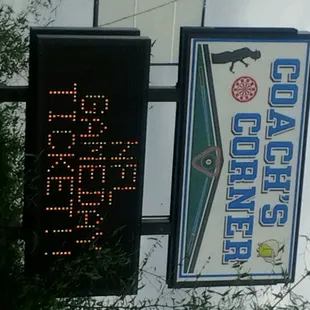 COACH'S
CORNER
NFL
GAMEDAY
TICKET!!